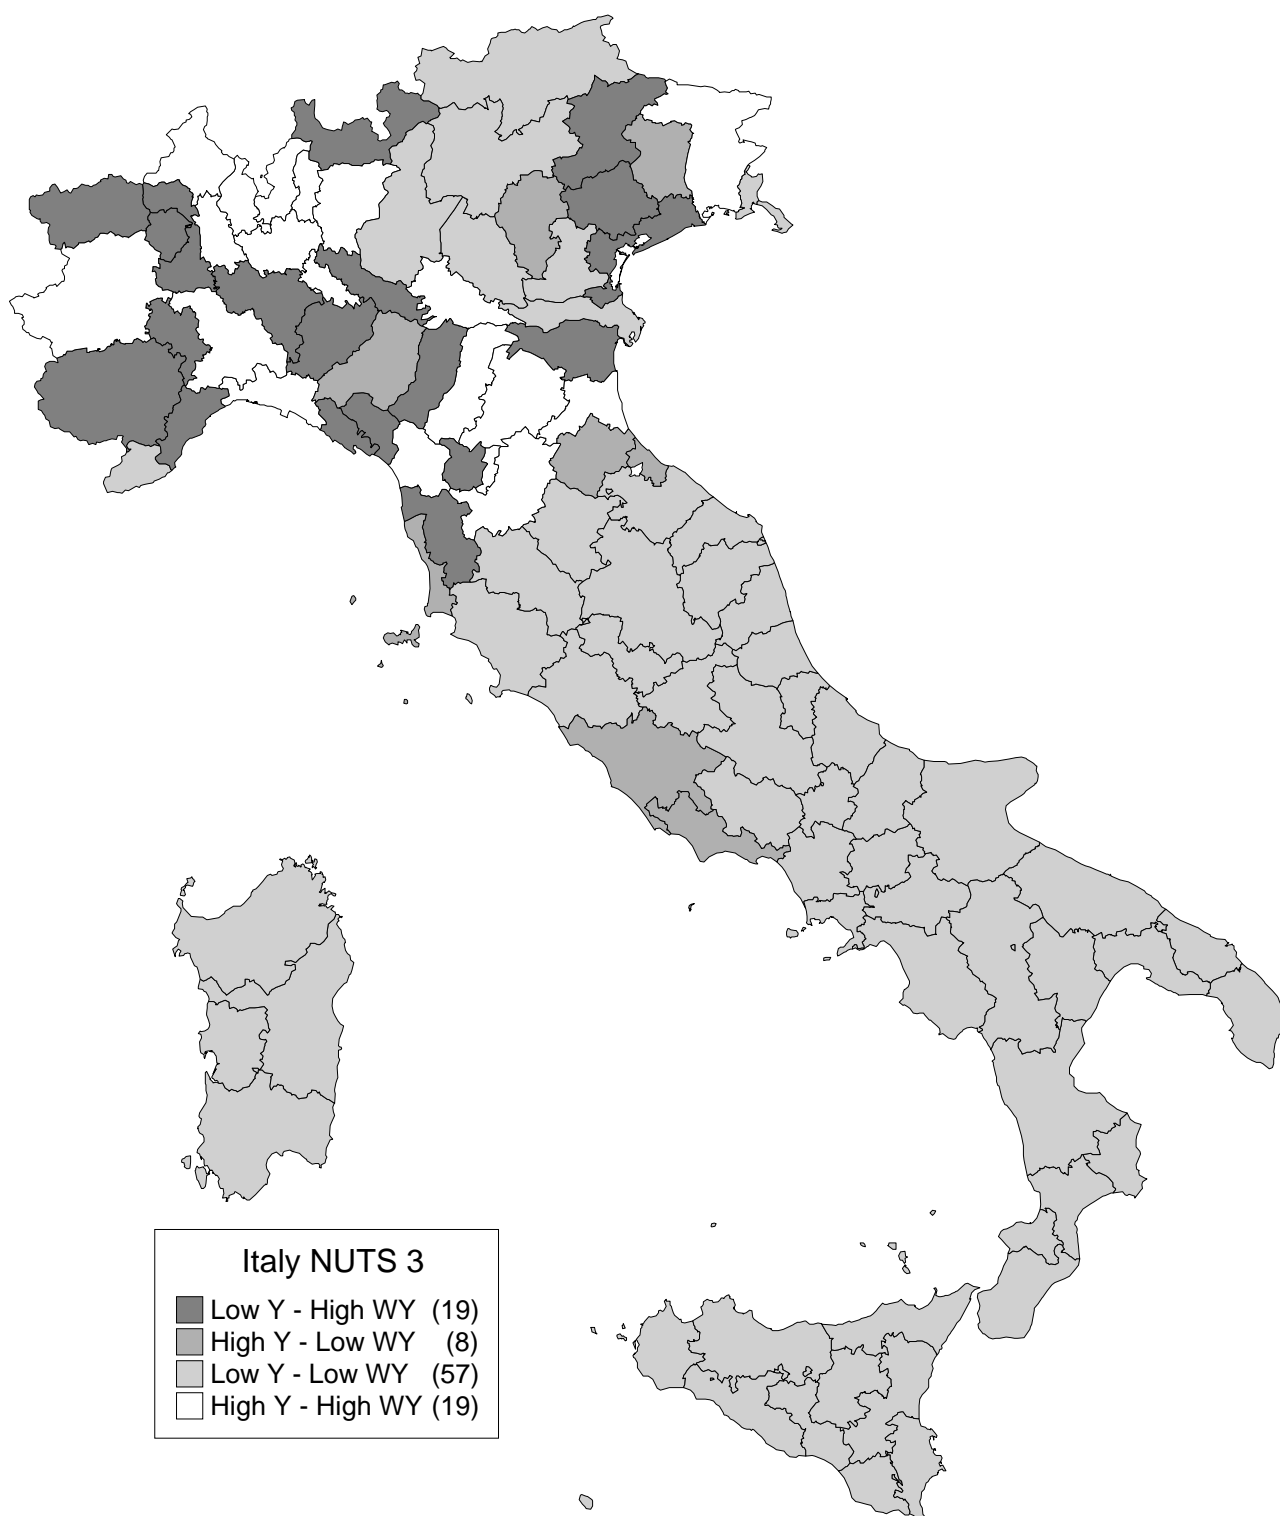 Italy NUTS 3
Low Y - High WY (19)
High Y - Low WY (8)
Low Y - Low WY (57)
High Y - High WY (19)